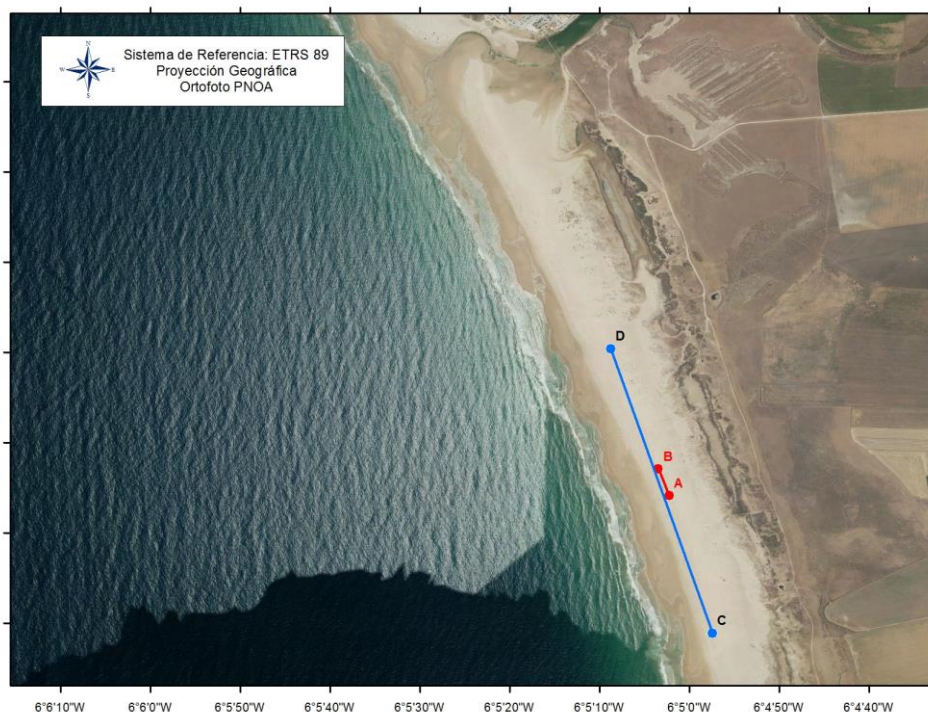 N
W E
S
Sistema de Referencia: ETRS 89
Proyección Geográfica
Ortofoto PNOA
D
B
A
C
6°6'10"W 6°6'0"W 6°5'50"W 6°5'40"W 6°5'30"W 6°5'20"W 6°5'10"W 6°5'0"W 6°4'50"W 6°4'40"W